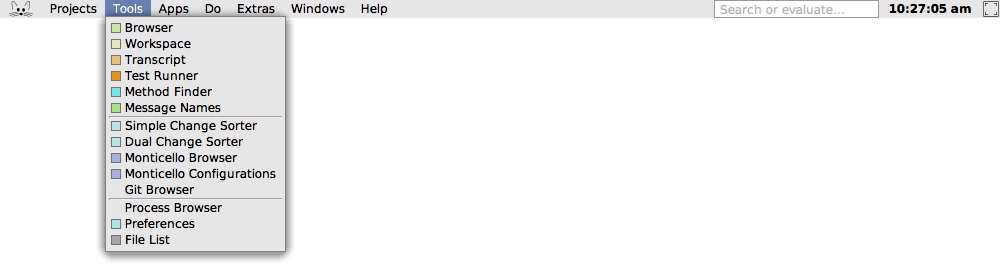 Projects Tools Apps Do Extras Windows Help Search or evaluate... 10:27:05 am
Browser
Workspace
Transcript
Test Runner
Method Finder
Message Names
Simple Change Sorter
Dual Change Sorter
Monticello Browser
Monticello Configurations
Git Browser
Process Browser
Preferences
File List